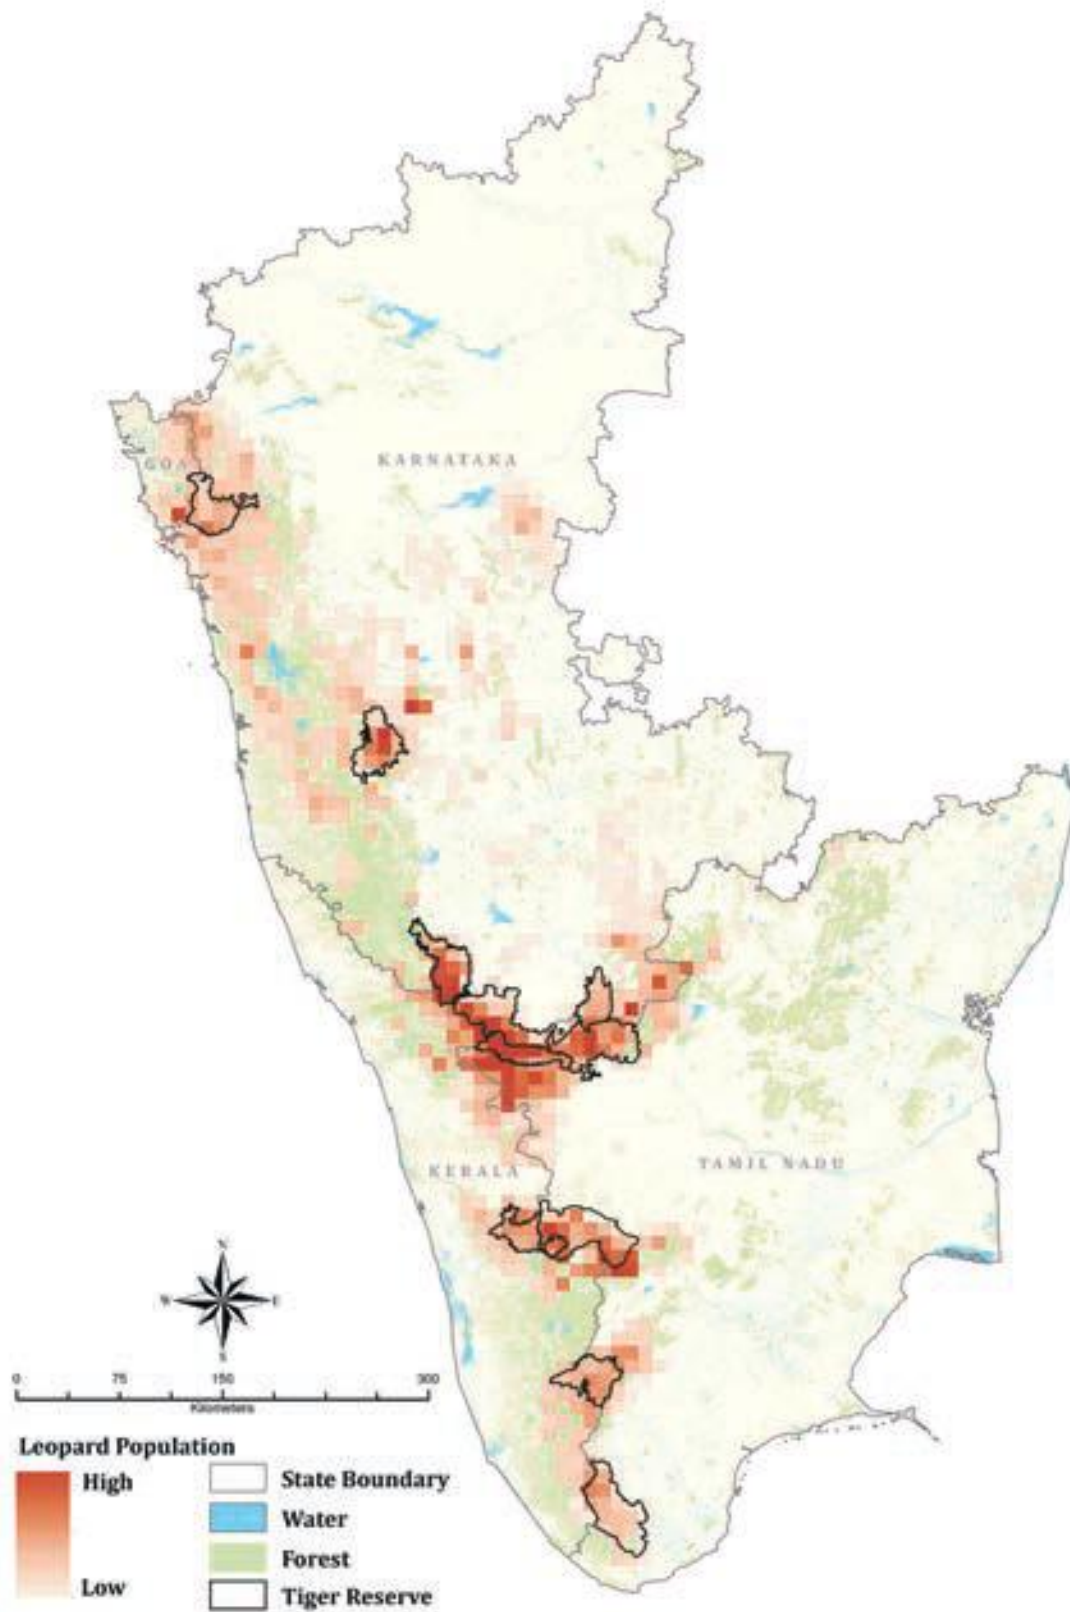 GOA
KARNATAKA
KERALA
TAMIL NADU
N
W E
S
0 75 150 300
Kilometers
Leopard Population
High
Low
State Boundary
Water
Forest
Tiger Reserve